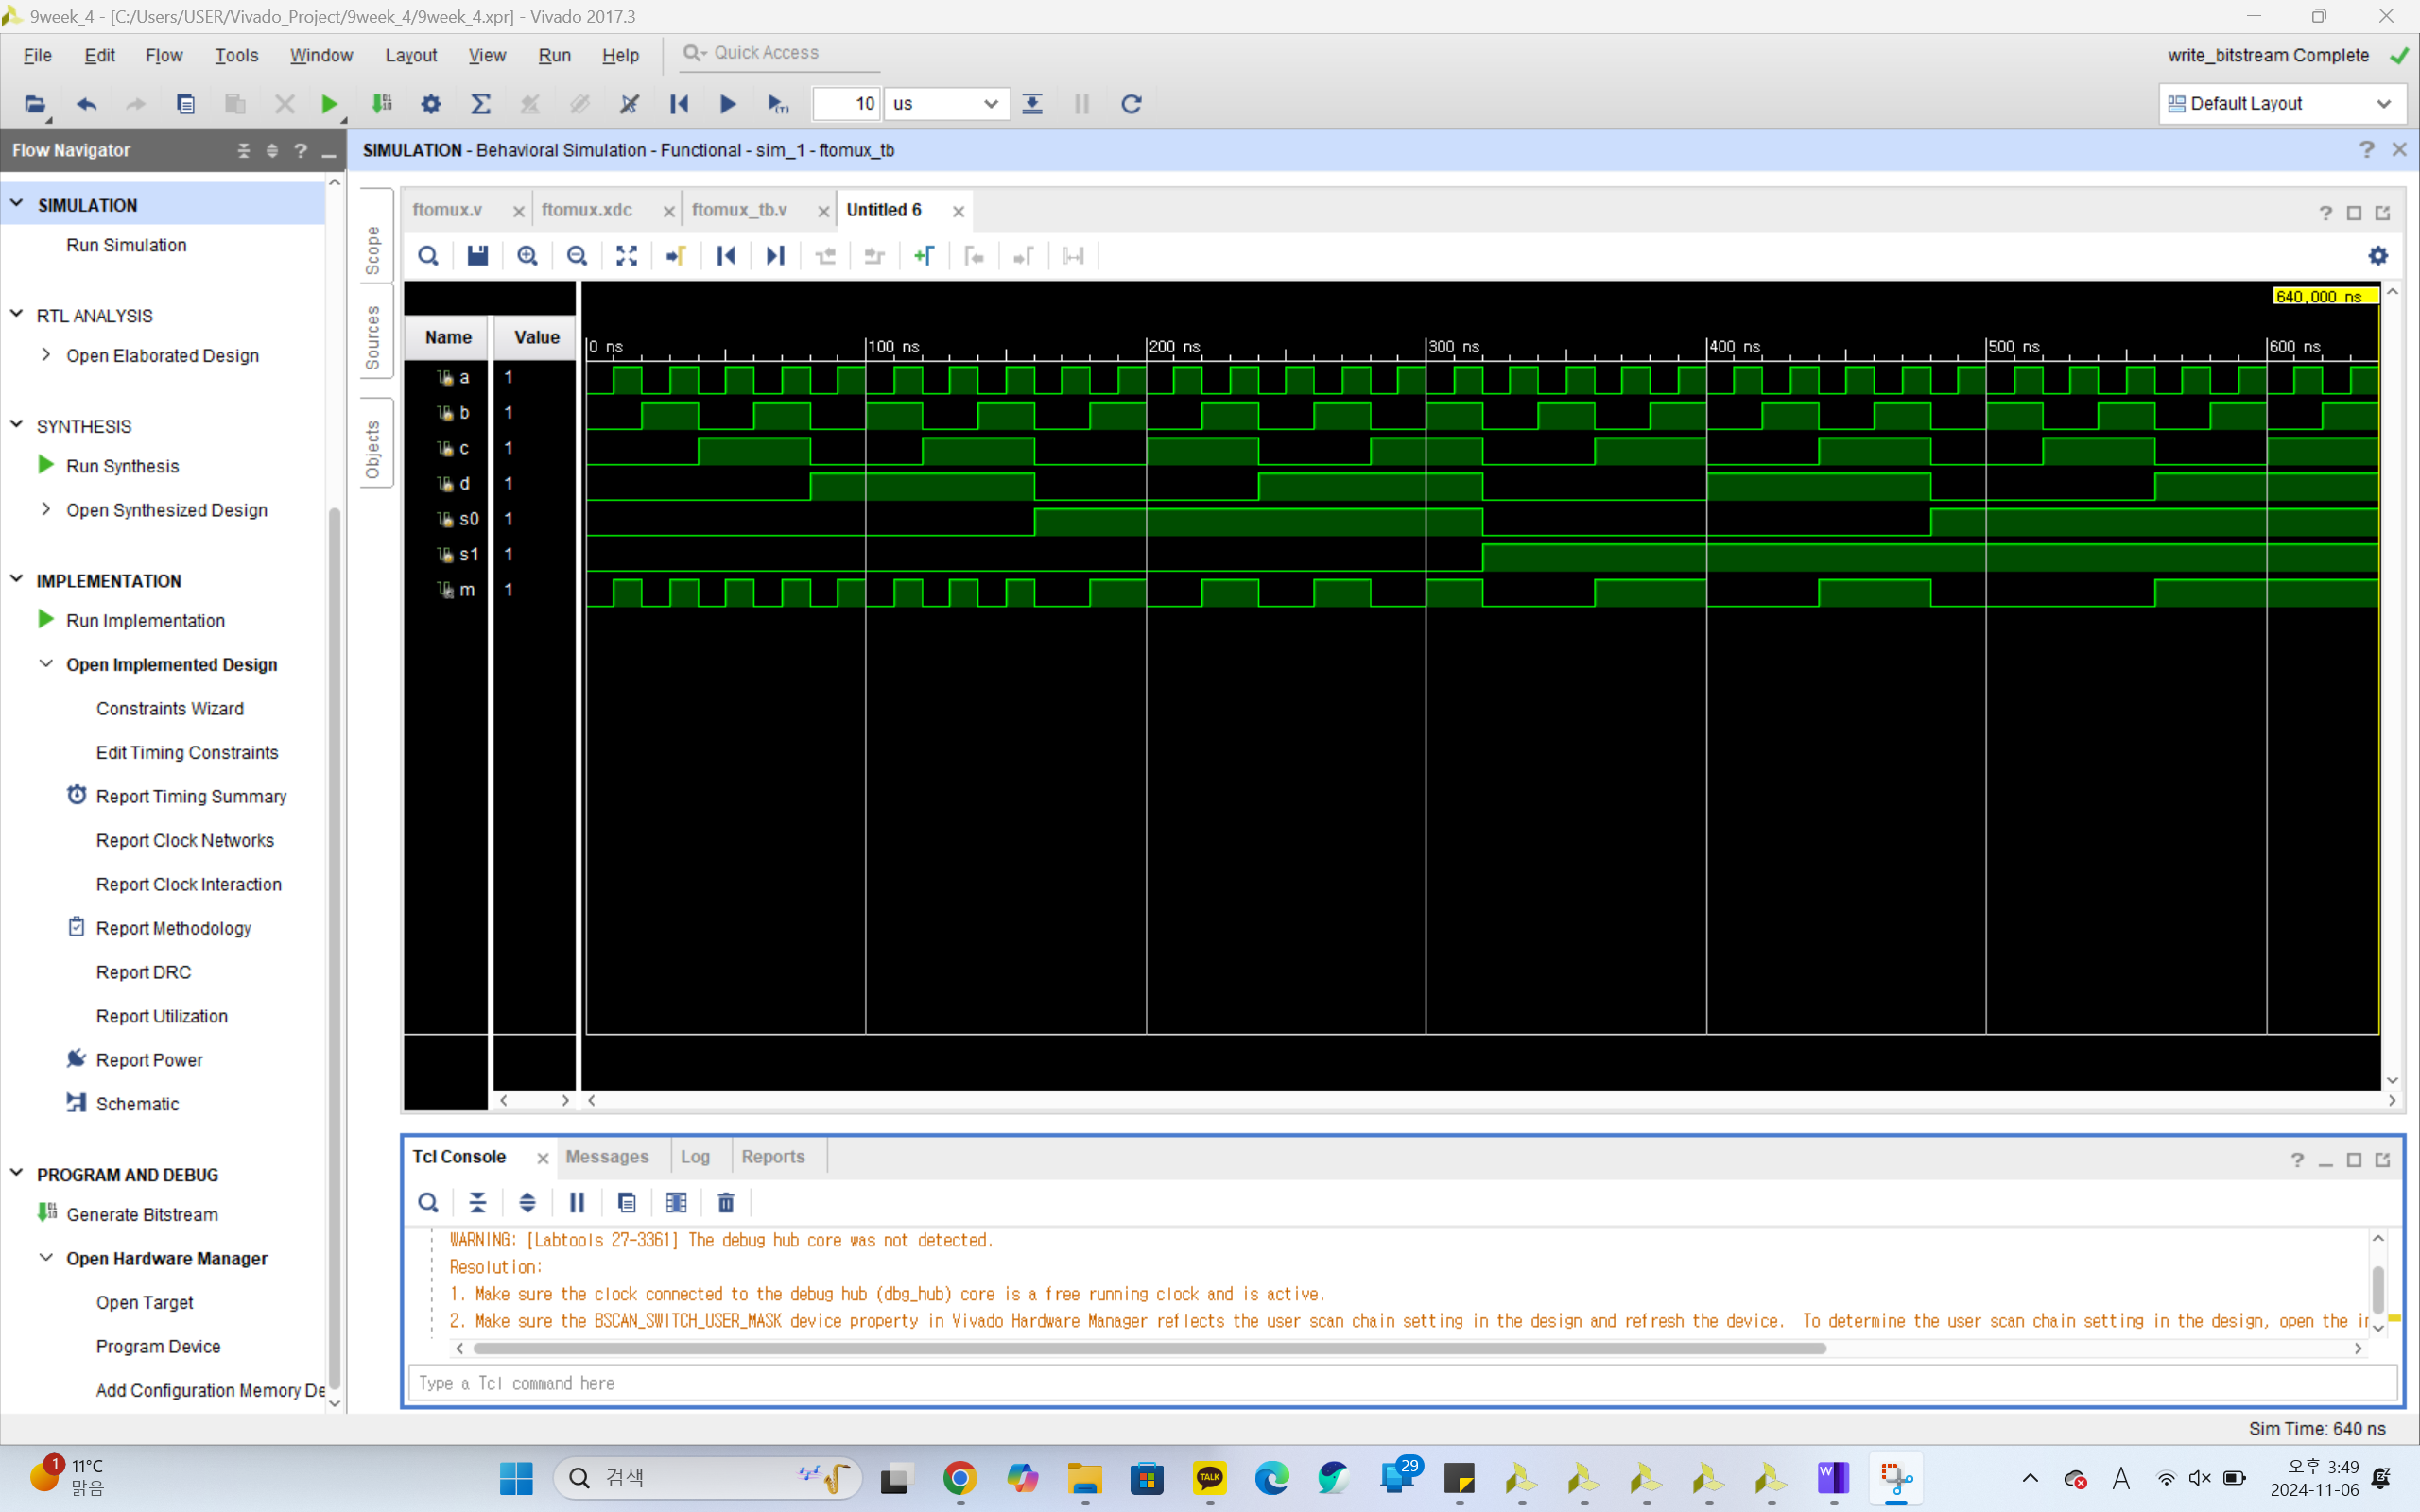 9week_4 - [C:/Users/USER/Vivado_Project/9week_4/9week_4.xpr] - Vivado 2017.3
File Edit Flow Tools Window Layout View Run Help Quick Access write_bitstream Complete
10 us Default Layout
Flow Navigator
SIMULATION - Behavioral Simulation - Functional - sim_1 - ftomux_tb
SIMULATION
Run Simulation
RTL ANALYSIS
Open Elaborated Design
SYNTHESIS
Run Synthesis
Open Synthesized Design
IMPLEMENTATION
Run Implementation
Open Implemented Design
Constraints Wizard
Edit Timing Constraints
Report Timing Summary
Report Clock Networks
Report Clock Interaction
Report Methodology
Report DRC
Report Utilization
Report Power
Schematic
PROGRAM AND DEBUG
Generate Bitstream
Open Hardware Manager
Open Target
Program Device
Add Configuration Memory De
Scope
Sources
Objects
ftomux.v ftomux.xdc ftomux_tb.v Untitled 6
640,000 ns
Name Value
0 ns 100 ns 200 ns 300 ns 400 ns 500 ns 600 ns
a 1
b 1
c 1
d 1
s0 1
s1 1
m 1
Tcl Console Messages Log Reports
WARNING: [Labtools 27-3361] The debug hub core was not detected.
Resolution:
1. Make sure the clock connected to the debug hub (dbg_hub) core is a free running clock and is active.
2. Make sure the BSCAN_SWITCH_USER_MASK device property in Vivado Hardware Manager reflects the user scan chain setting in the design and refresh the device.  To determine the user scan chain setting in the design, open the
Type a Tcl command here
Sim Time: 640 ns
1 11°C
맑음
검색
TALK
29
W
A
오후 3:49
2024-11-06